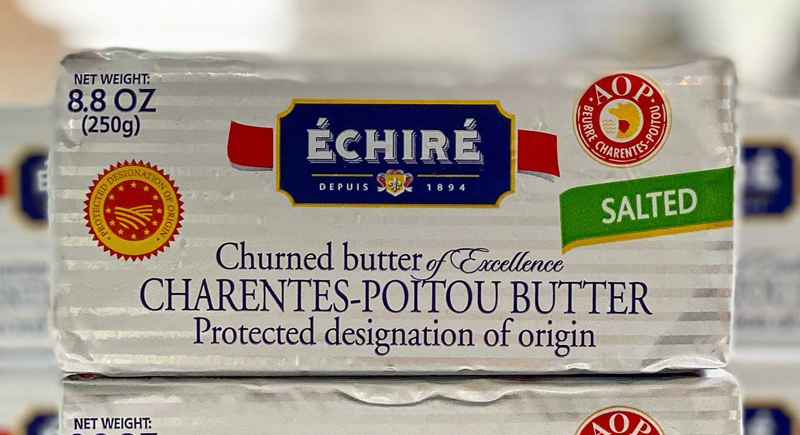 NET WEIGHT:
8.8 OZ
(250g)
ÉCHIRÉ
DEPUIS 1894
AOP
BEURRE CHARENTES-POITOU
PROTECTED DESIGNATION OF ORIGIN
SALTED
Churned butter of Excellence
CHARENTES-POITOU BUTTER
Protected designation of origin
NET WEIGHT:
AOP